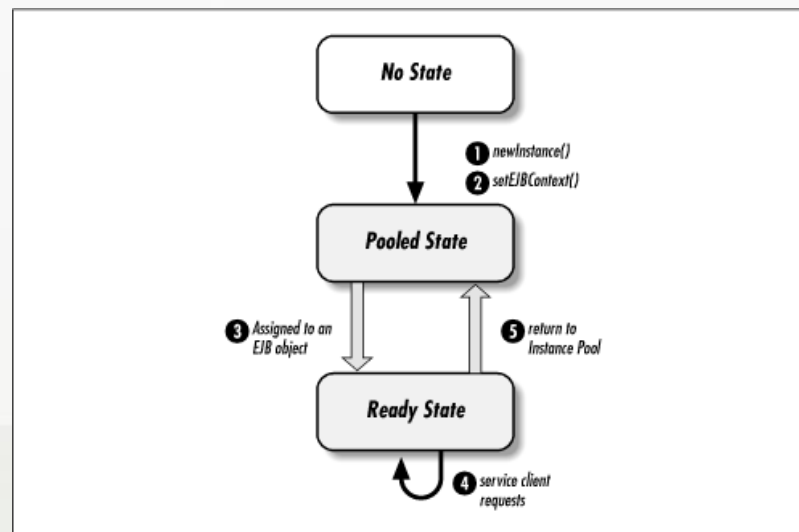 No State
1 newInstance()
2 setEJBContext()
Pooled State
3 Assigned to an
EJB object
5 return to
Instance Pool
Ready State
4 service client
requests